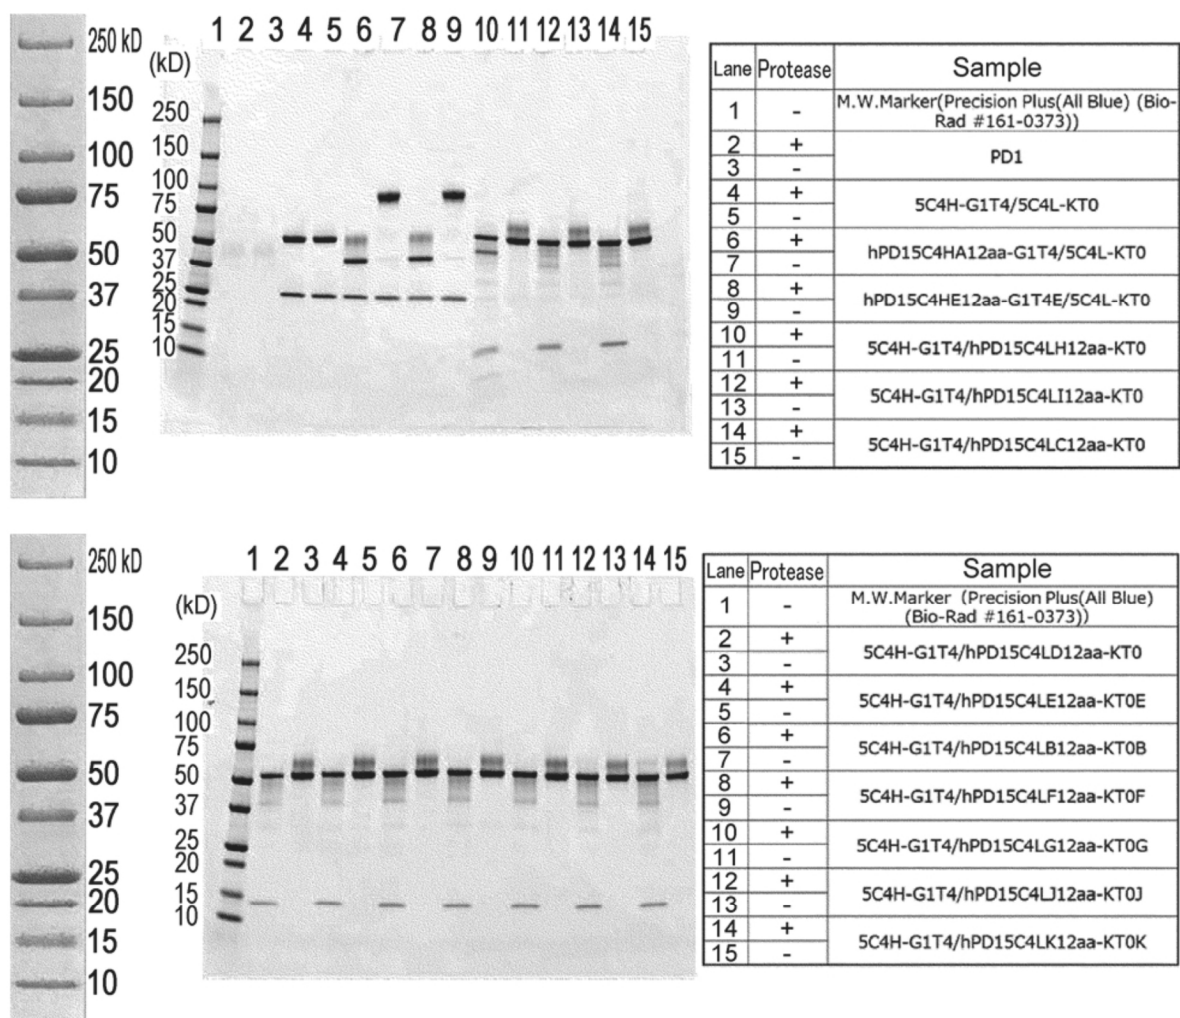 250 kD
150
100
75
50
37
25
20
15
10
1 2 3 4 5 6 7 8 9 10 11 12 13 14 15
(kD)
250
150
100
75
50
37
25
20
15
10
Lane Protease Sample
1 - M.W.Marker(Precision Plus(All Blue) (Bio-
Rad #161-0373))
2 +
PD1
3 -
4 +
5C4H-G1T4/5C4L-KT0
5 -
6 +
hPD15C4HA12aa-G1T4/5C4L-KT0
7 -
8 +
hPD15C4HE12aa-G1T4E/5C4L-KT0
9 -
10 +
5C4H-G1T4/hPD15C4LH12aa-KT0
11 -
12 +
5C4H-G1T4/hPD15C4LI12aa-KT0
13 -
14 +
5C4H-G1T4/hPD15C4LC12aa-KT0
15 -
250 kD
150
100
75
50
37
25
20
15
10
1 2 3 4 5 6 7 8 9 10 11 12 13 14 15
(kD)
250
150
100
75
50
37
25
20
15
10
Lane Protease Sample
1 - M.W.Marker (Precision Plus(All Blue)
(Bio-Rad #161-0373))
2 +
5C4H-G1T4/hPD15C4LD12aa-KT0
3 -
4 +
5C4H-G1T4/hPD15C4LE12aa-KT0E
5 -
6 +
5C4H-G1T4/hPD15C4LB12aa-KT0B
7 -
8 +
5C4H-G1T4/hPD15C4LF12aa-KT0F
9 -
10 +
5C4H-G1T4/hPD15C4LG12aa-KT0G
11 -
12 +
5C4H-G1T4/hPD15C4LJ12aa-KT0J
13 -
14 +
5C4H-G1T4/hPD15C4LK12aa-KT0K
15 -